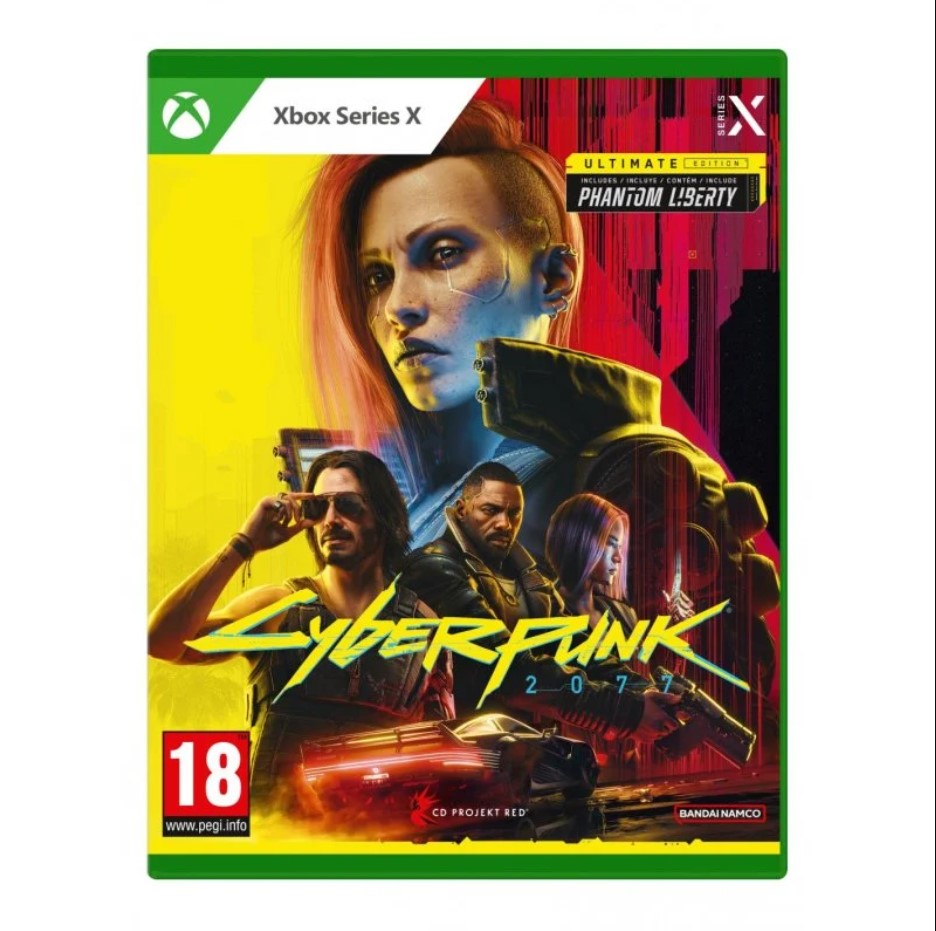 Xbox Series X
SERIES X
ULTIMATE EDITION
INCLUDES / INCLUYE / CONTÉM / INCLUDE
PHANTOM L!BERTY
CYBERPUNK
2077
18
www.pegi.info
CD PROJEKT RED
BANDAI NAMCO